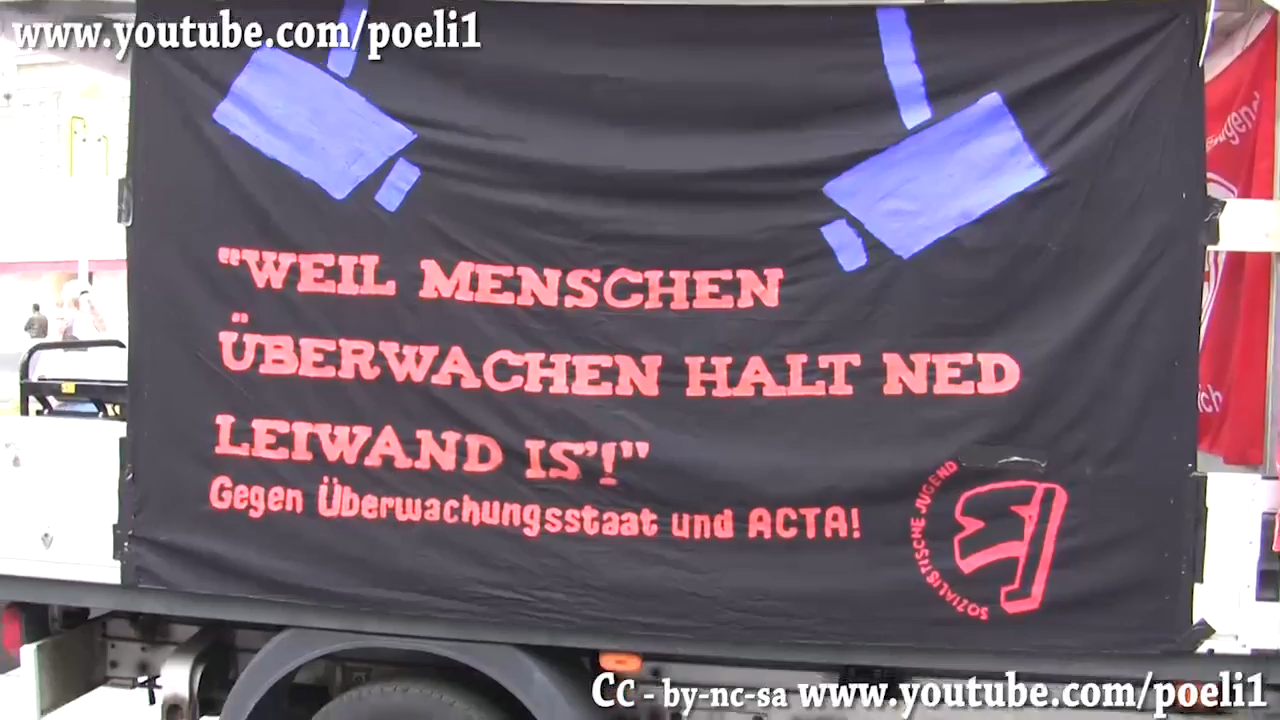 www.youtube.com/poeli1
"WEIL MENSCHEN
ÜBERWACHEN HALT NED
LEIWAND IS'!"
Gegen Überwachungsstaat und ACTA!
SOZIALISTISCHE JUGEND
CC - by-nc-sa www.youtube.com/poeli1